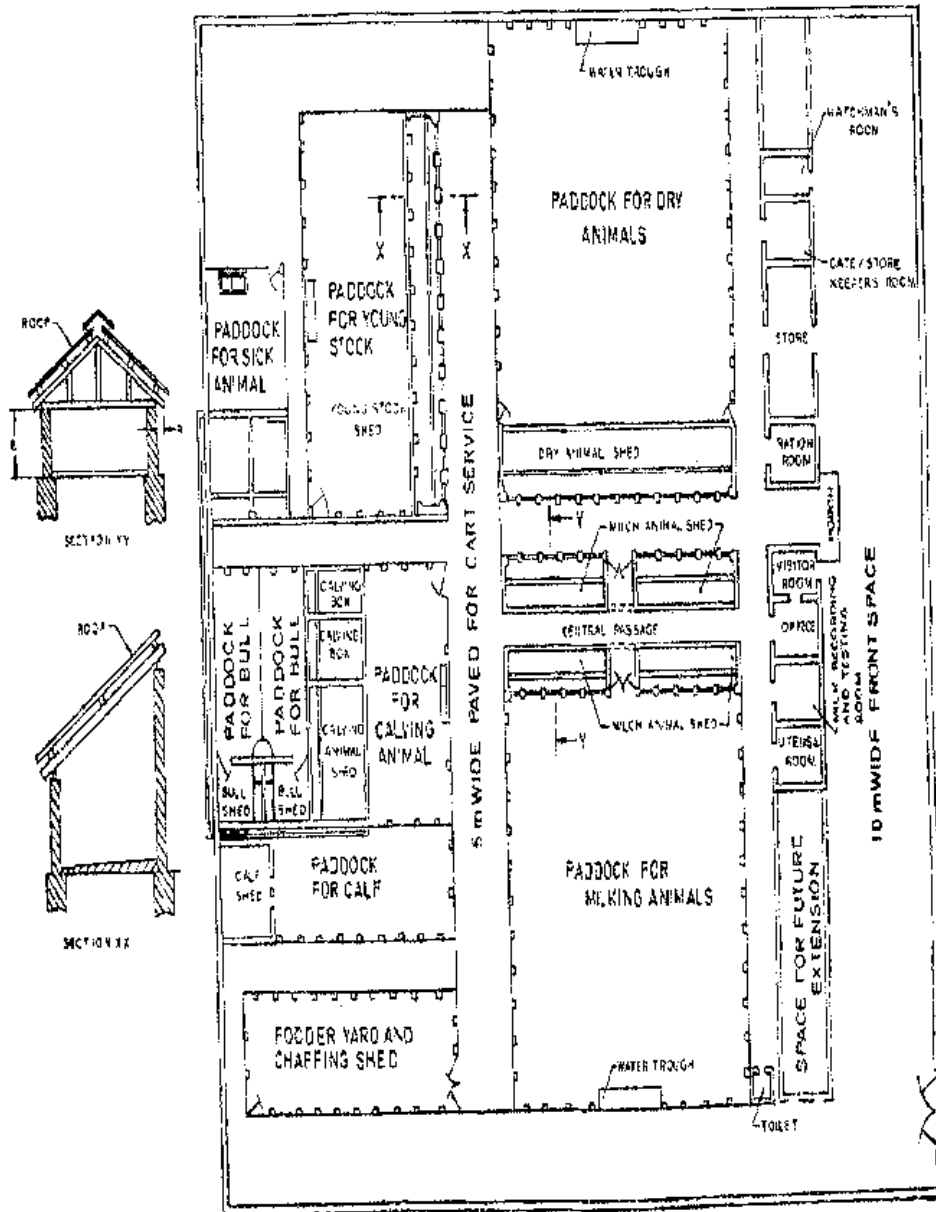 WATER TROUGH
WATCHMAN'S
ROOM
PADDOCK FOR DRY
ANIMALS
X
X
GATE / STORE
KEEPER'S ROOM
ROOF
PADDOCK
FOR SICK
ANIMAL
PADDOCK
FOR YOUNG
STOCK
STORE
YOUNG STOCK
SHED
DRY ANIMAL SHED
RATION
ROOM
SECTION YY
5 m WIDE PAVED FOR CART SERVICE
Y
MILCH ANIMAL SHED
PORCH
VISITOR
ROOM
CALVING
BOX
OFFICE
CENTRAL PASSAGE
CALVING
BOX
ROOF
PADDOCK
FOR BULL
PADDOCK
FOR BULL
PADDOCK
FOR
CALVING
ANIMAL
MILK RECORDING
AND TESTING
ROOM
10 m WIDE FRONT SPACE
MILCH ANIMAL SHED
CALVING
ANIMAL
SHED
Y
UTENSIL
ROOM
BULL
SHED
BULL
SHED
CALF
SHED
PADDOCK
FOR CALF
PADDOCK FOR
MILKING ANIMALS
SPACE FOR FUTURE
EXTENSION
SECTION XX
FODDER YARD AND
CHAFFING SHED
WATER TROUGH
TOILET